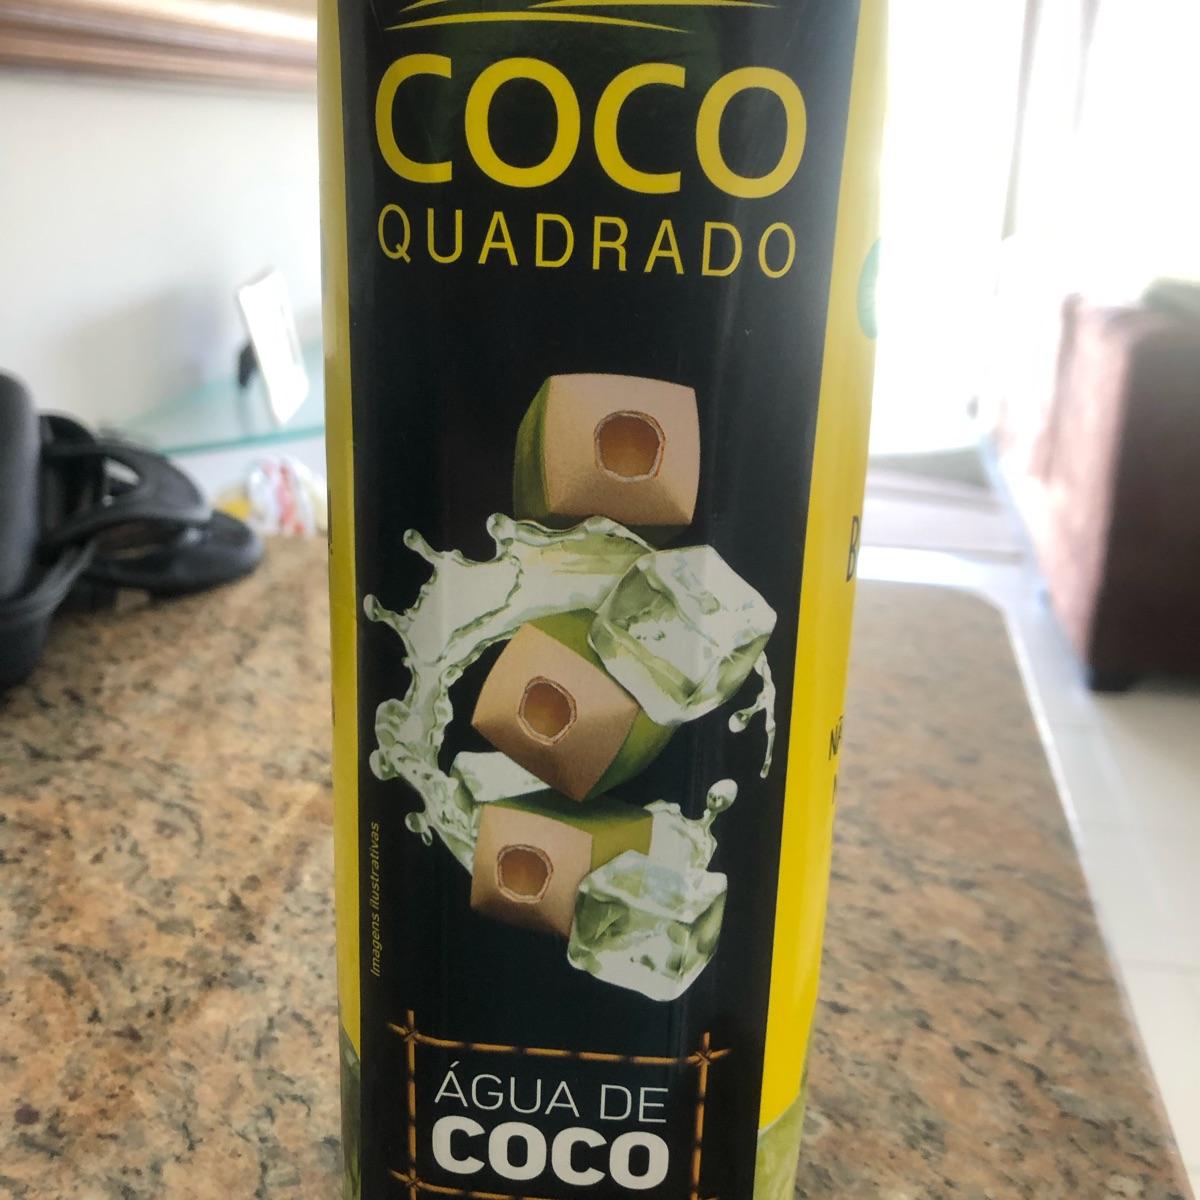 COCO
QUADRADO
Imagens ilustrativas
ÁGUA DE
COCO